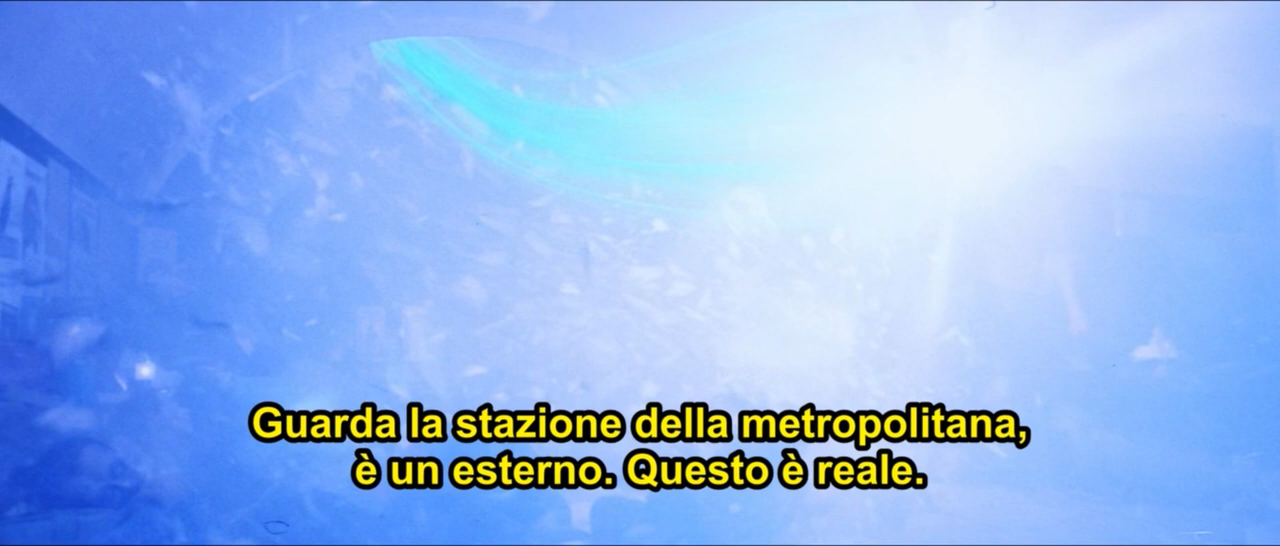 Guarda la stazione della metropolitana,
è un esterno. Questo è reale.